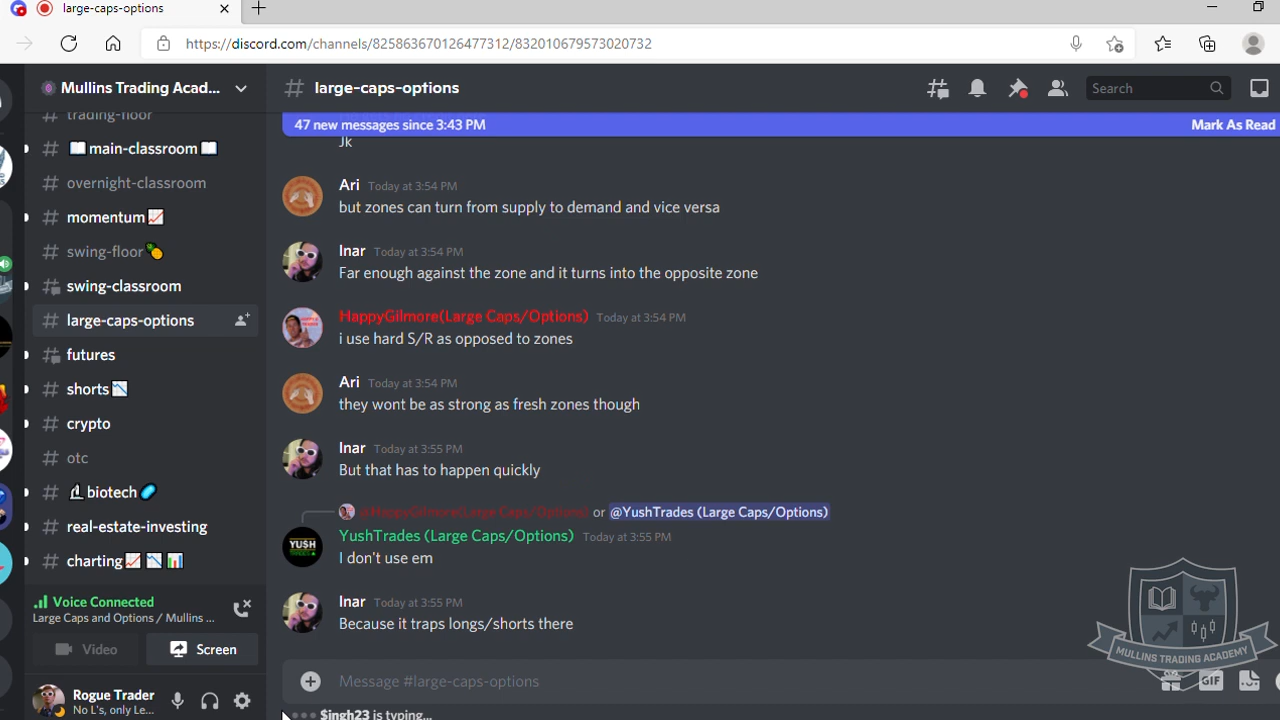 large-caps-options
https://discord.com/channels/825863670126477312/832010679573020732
Mullins Trading Acad...
trading-floor
main-classroom
overnight-classroom
momentum
swing-floor
swing-classroom
large-caps-options
futures
shorts
crypto
otc
biotech
real-estate-investing
charting
Voice Connected
Large Caps and Options / Mullins ...
Video
Screen
Rogue Trader
No L's, only Le...
large-caps-options
Search
47 new messages since 3:43 PM
Mark As Read
Jk
Ari Today at 3:54 PM
but zones can turn from supply to demand and vice versa
Inar Today at 3:54 PM
Far enough against the zone and it turns into the opposite zone
HappyGilmore(Large Caps/Options) Today at 3:54 PM
i use hard S/R as opposed to zones
Ari Today at 3:54 PM
they wont be as strong as fresh zones though
Inar Today at 3:55 PM
But that has to happen quickly
@HappyGilmore(Large Caps/Options) or @YushTrades (Large Caps/Options)
YUSH
TRADES
YushTrades (Large Caps/Options) Today at 3:55 PM
I don't use em
Inar Today at 3:55 PM
Because it traps longs/shorts there
Message #large-caps-options
GIF
$ingh23 is typing...
MULLINS TRADING ACADEMY